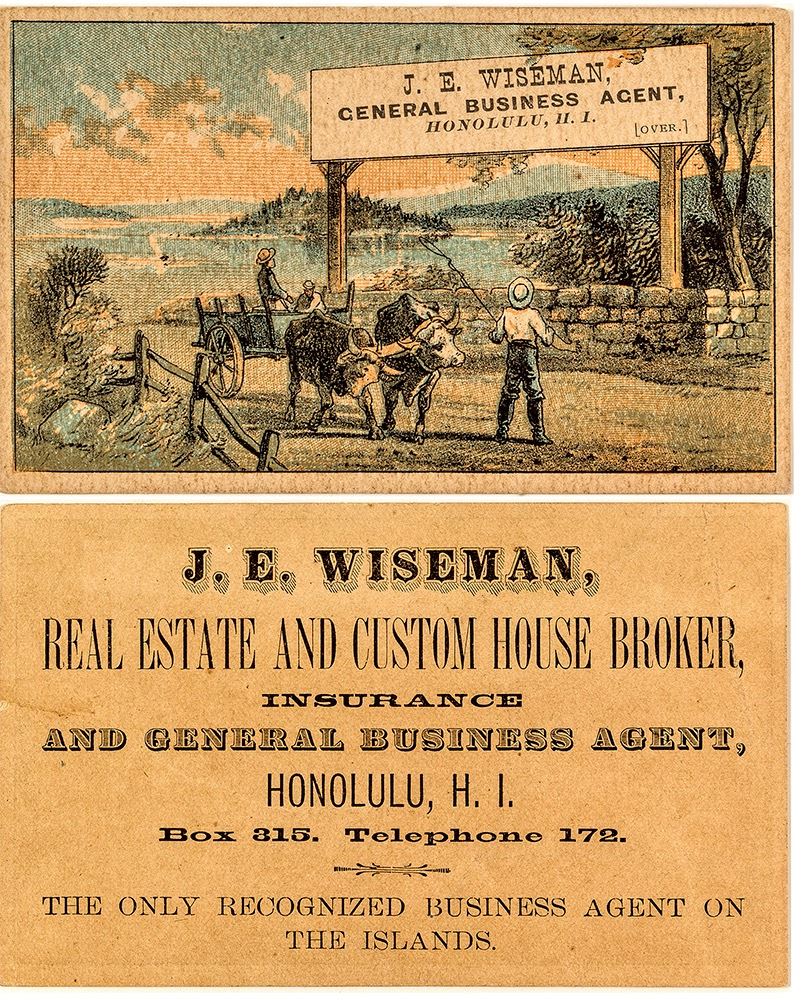 J. E. WISEMAN,
GENERAL BUSINESS AGENT,
HONOLULU, H. I.
[OVER.]
J. E. WISEMAN,
REAL ESTATE AND CUSTOM HOUSE BROKER,
INSURANCE
AND GENERAL BUSINESS AGENT,
HONOLULU, H. I.
Box 315. Telephone 172.
THE ONLY RECOGNIZED BUSINESS AGENT ON
THE ISLANDS.